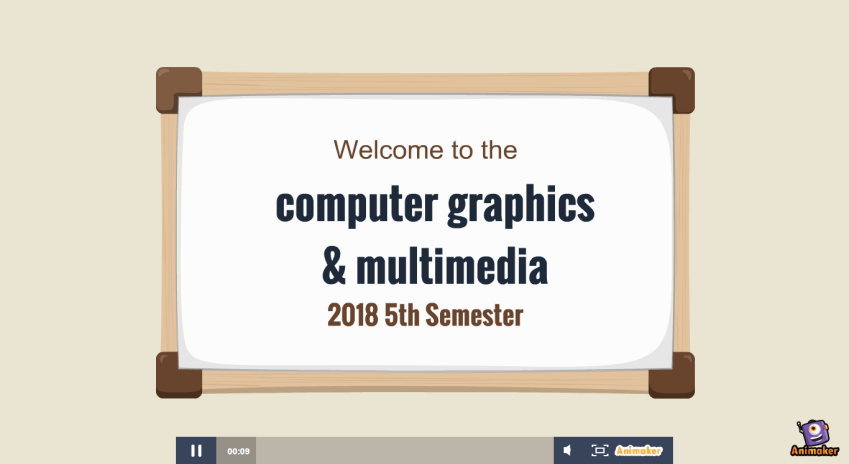 Welcome to the
computer graphics
& multimedia
2018 5th Semester
00:09
Animaker
Animaker